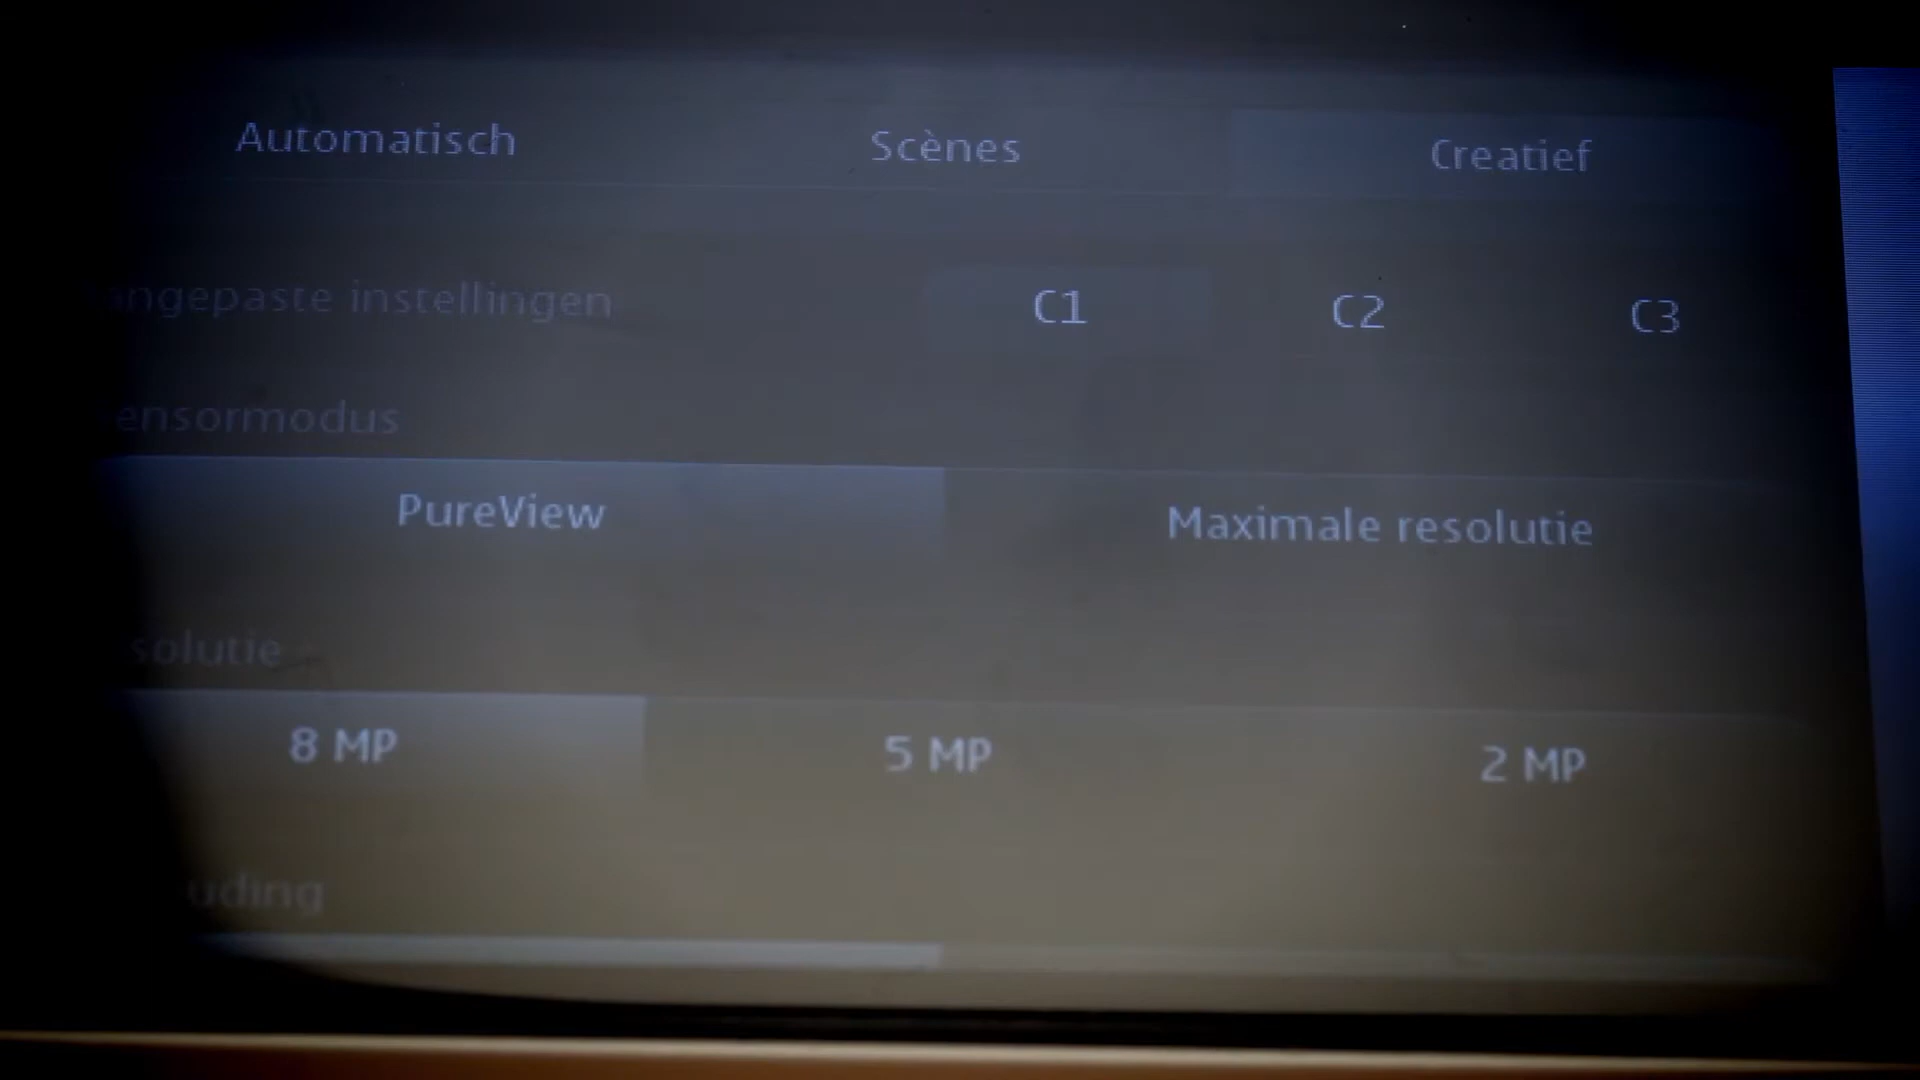 Automatisch Scènes Creatief
Aangepaste instellingen C1 C2 C3
ensormodus
PureView Maximale resolutie
solutie
8 MP 5 MP 2 MP
uding